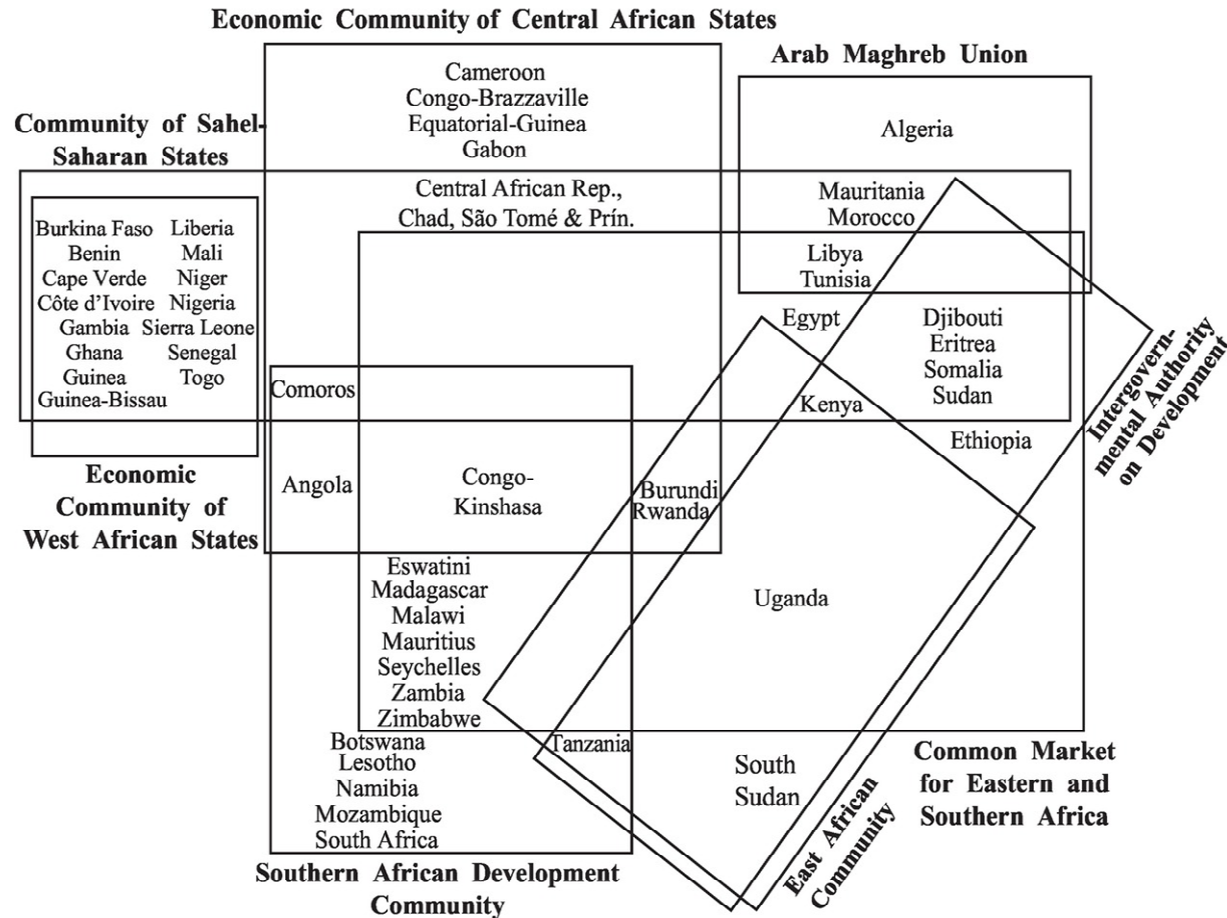 Economic Community of Central African States
Arab Maghreb Union
Cameroon
Congo-Brazzaville
Equatorial-Guinea
Gabon
Algeria
Community of Sahel-
Saharan States
Central African Rep.,
Chad, São Tomé & Prín.
Mauritania
Morocco
Libya
Tunisia
Burkina Faso
Benin
Cape Verde
Côte d'Ivoire
Gambia
Ghana
Guinea
Guinea-Bissau
Liberia
Mali
Niger
Nigeria
Sierra Leone
Senegal
Togo
Egypt
Djibouti
Eritrea
Somalia
Sudan
Intergovern-
mental Authority
on Development
Comoros
Kenya
Ethiopia
Economic
Community of
West African States
Angola
Congo-
Kinshasa
Burundi
Rwanda
Eswatini
Madagascar
Malawi
Mauritius
Seychelles
Zambia
Zimbabwe
Uganda
Botswana
Lesotho
Namibia
Mozambique
South Africa
Tanzania
South
Sudan
Common Market
for Eastern and
Southern Africa
East African
Community
Southern African Development
Community